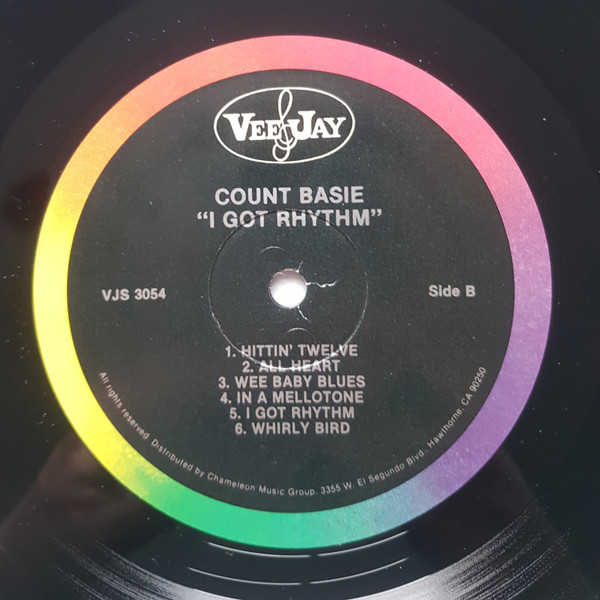 VEE JAY
COUNT BASIE
"I GOT RHYTHM"
VJS 3054
Side B
1. HITTIN' TWELVE
2. ALL HEART
3. WEE BABY BLUES
4. IN A MELLOTONE
5. I GOT RHYTHM
6. WHIRLY BIRD
All rights reserved. Distributed by Chameleon Music Group. 3355 W. El Segundo Blvd. Hawthorne, CA 90250